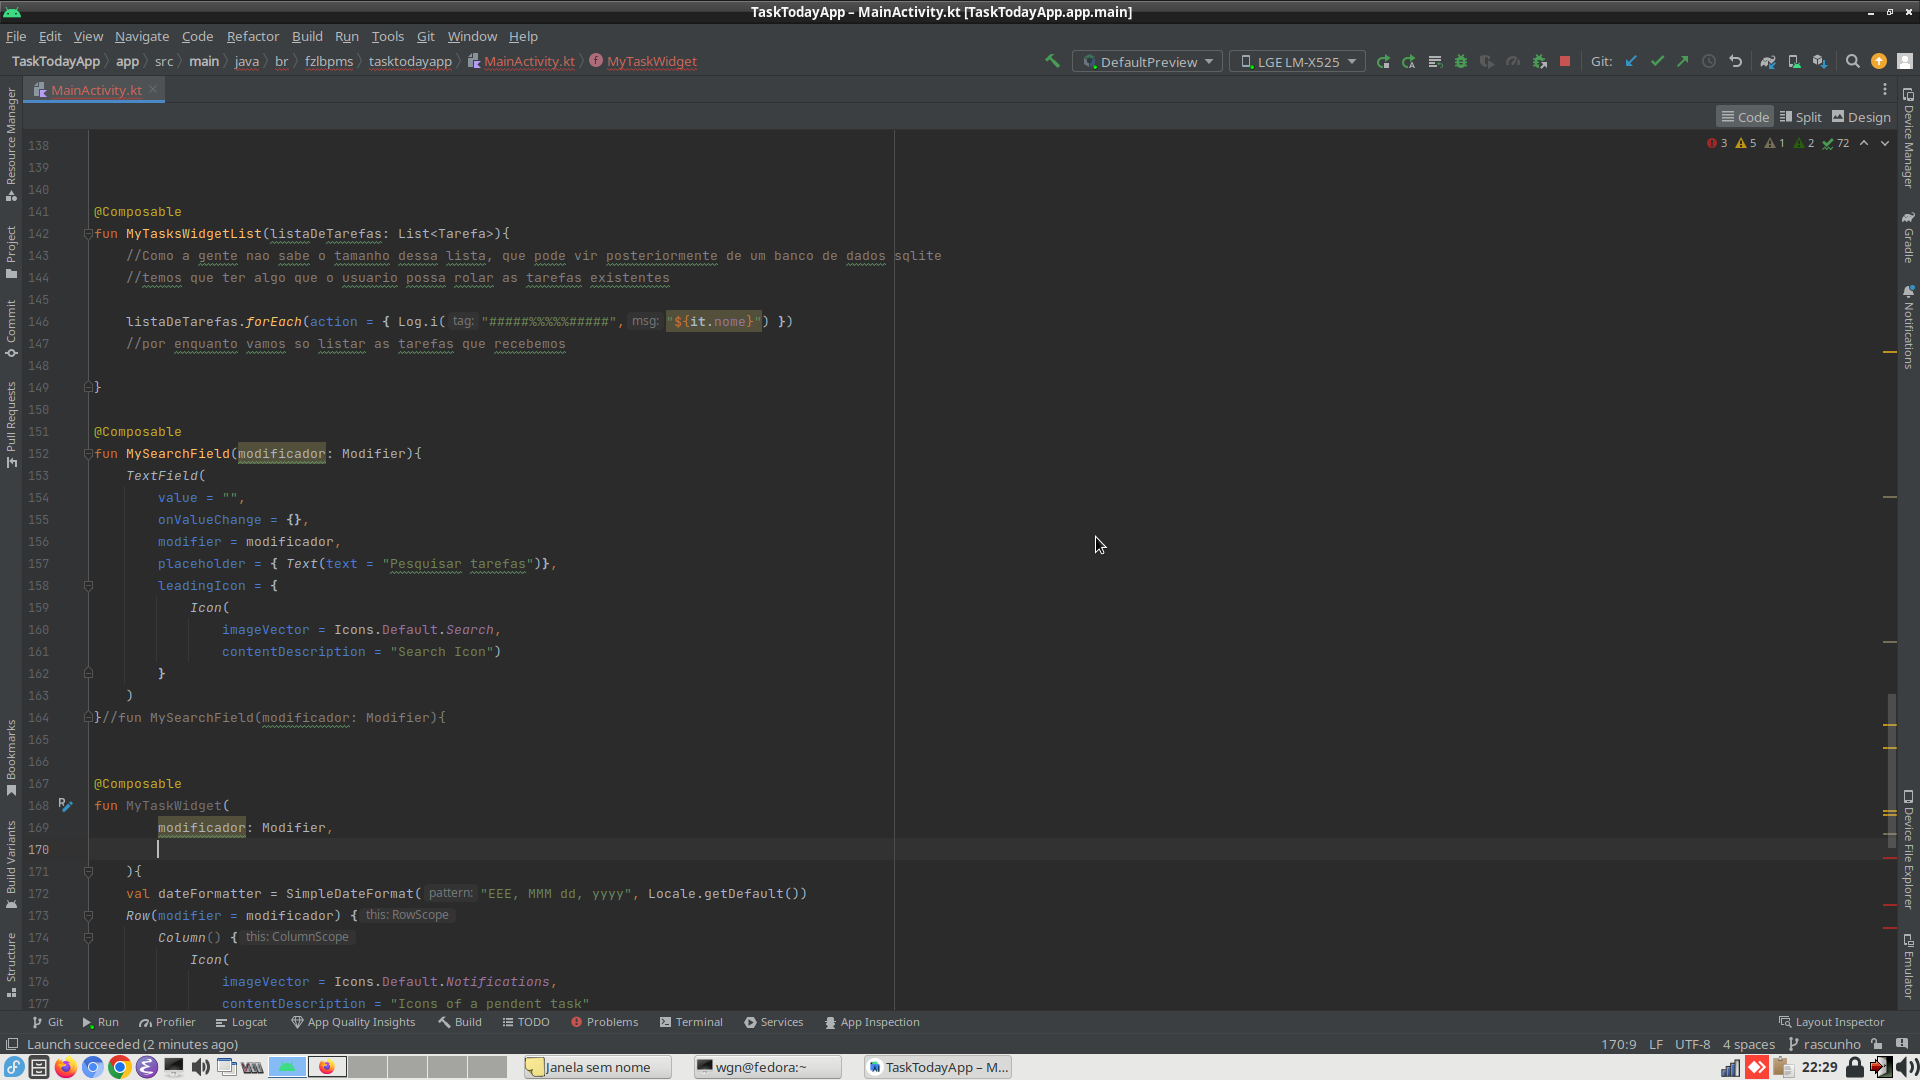 TaskTodayApp – MainActivity.kt [TaskTodayApp.app.main]
File Edit View Navigate Code Refactor Build Run Tools Git Window Help
TaskTodayApp app src main java br fzlbpms tasktodayapp MainActivity.kt MyTaskWidget DefaultPreview LGE LM-X525 Git:
MainActivity.kt
Code Split Design
3 5 1 2 72
138
139
140
141 @Composable
142 fun MyTasksWidgetList(listaDeTarefas: List<Tarefa>){
143 //Como a gente nao sabe o tamanho dessa lista, que pode vir posteriormente de um banco de dados sqlite
144 //temos que ter algo que o usuario possa rolar as tarefas existentes
145
146 listaDeTarefas.forEach(action = { Log.i( tag: "#####%%%%%#####", msg: "${it.nome}") })
147 //por enquanto vamos so listar as tarefas que recebemos
148
149 }
150
151 @Composable
152 fun MySearchField(modificador: Modifier){
153 TextField(
154 value = "",
155 onValueChange = {},
156 modifier = modificador,
157 placeholder = { Text(text = "Pesquisar tarefas")},
158 leadingIcon = {
159 Icon(
160 imageVector = Icons.Default.Search,
161 contentDescription = "Search Icon")
162 }
163 )
164 }//fun MySearchField(modificador: Modifier){
165
166
167 @Composable
168 fun MyTaskWidget(
169 modificador: Modifier,
170
171 ){
172 val dateFormatter = SimpleDateFormat( pattern: "EEE, MMM dd, yyyy", Locale.getDefault())
173 Row(modifier = modificador) { this: RowScope
174 Column() { this: ColumnScope
175 Icon(
176 imageVector = Icons.Default.Notifications,
177 contentDescription = "Icons of a pendent task"
Resource Manager
Project
Commit
Pull Requests
Bookmarks
Build Variants
Structure
Device Manager
Gradle
Notifications
Device File Explorer
Emulator
Git Run Profiler Logcat App Quality Insights Build TODO Problems Terminal Services App Inspection Layout Inspector
Launch succeeded (2 minutes ago) 170:9 LF UTF-8 4 spaces rascunho
Janela sem nome wgn@fedora:~ TaskTodayApp – M... 22:29